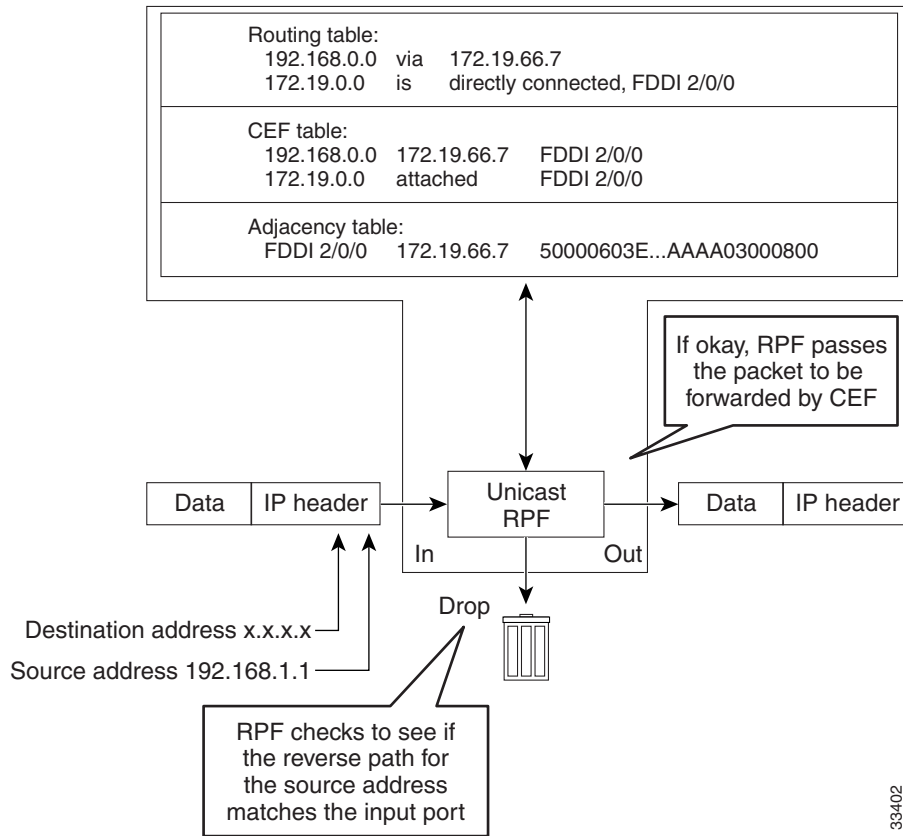 Routing table:
192.168.0.0 via 172.19.66.7
172.19.0.0 is directly connected, FDDI 2/0/0
CEF table:
192.168.0.0 172.19.66.7 FDDI 2/0/0
172.19.0.0 attached FDDI 2/0/0
Adjacency table:
FDDI 2/0/0 172.19.66.7 50000603E...AAAA03000800
If okay, RPF passes
the packet to be
forwarded by CEF
Data IP header
Unicast
RPF
Data IP header
In Out
Drop
Destination address x.x.x.x
Source address 192.168.1.1
RPF checks to see if
the reverse path for
the source address
matches the input port
33402